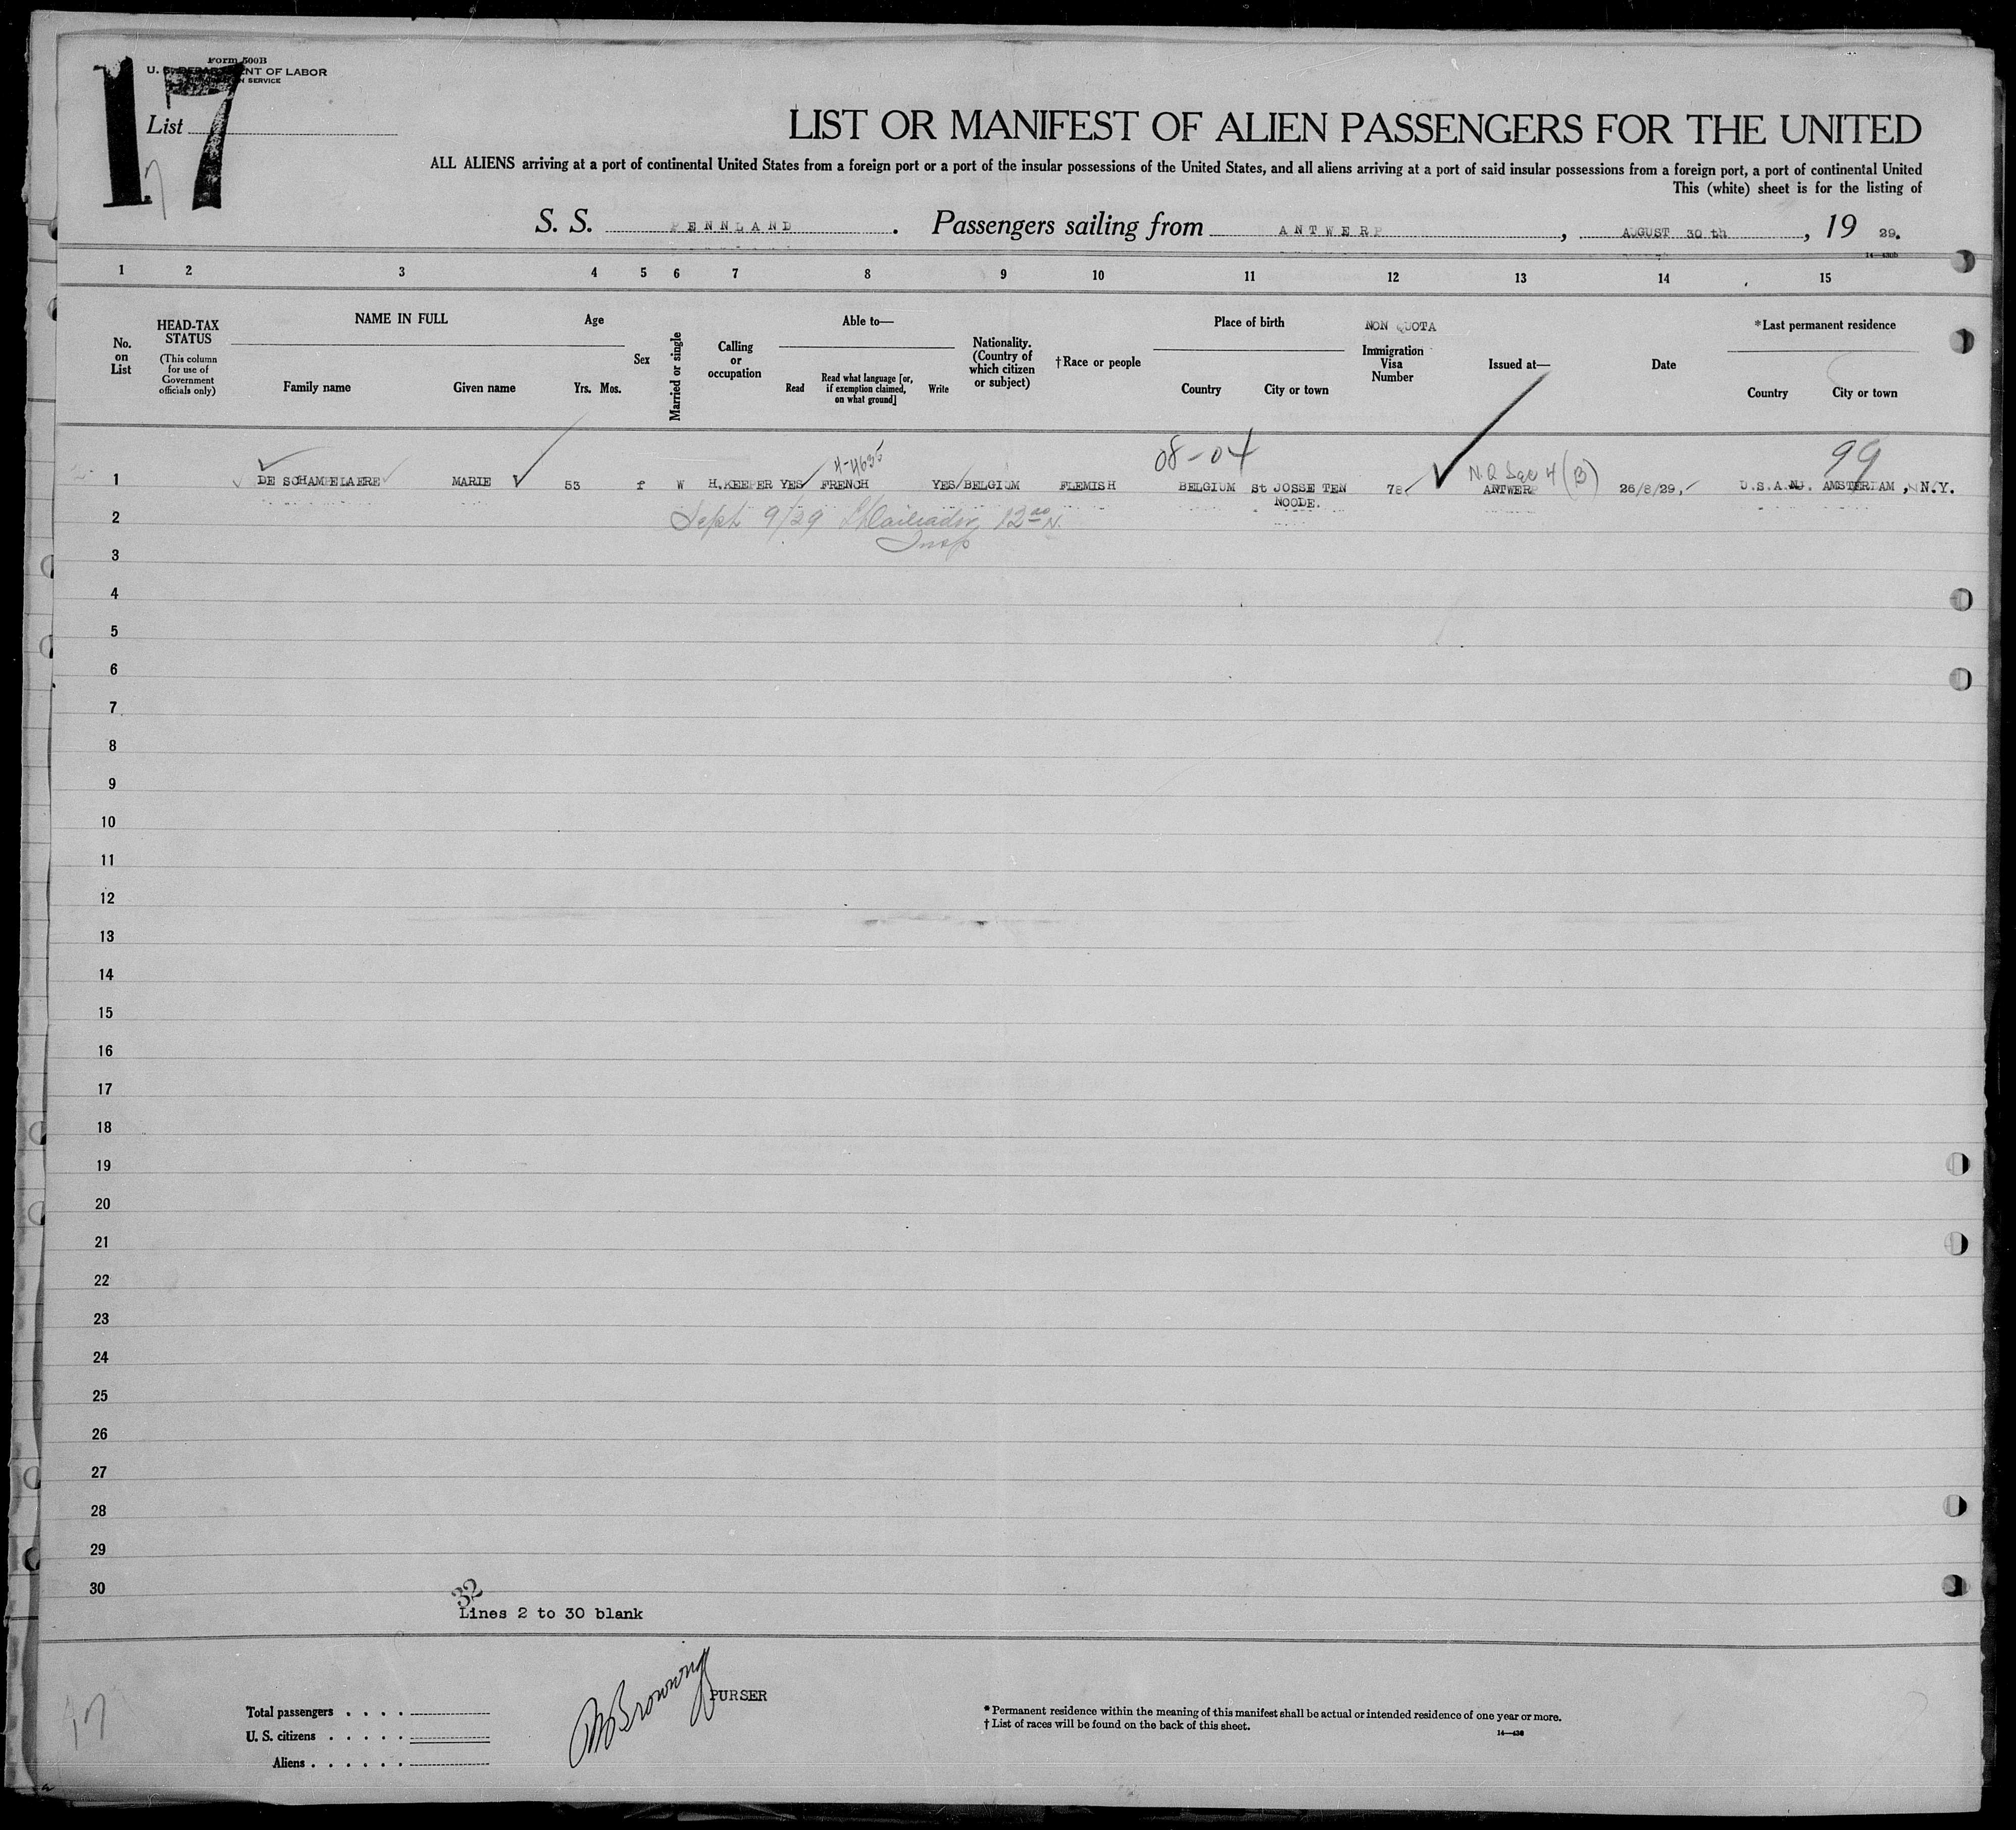 17
Form 500B
U. S. DEPARTMENT OF LABOR
SERVICE
List
LIST OR MANIFEST OF ALIEN PASSENGERS FOR THE UNITED
ALL ALIENS arriving at a port of continental United States from a foreign port or a port of the insular possessions of the United States, and all aliens arriving at a port of said insular possessions from a foreign port, a port of continental United
This (white) sheet is for the listing of
S. S. PENNLAND. Passengers sailing from ANTWERP, AUGUST 30 th, 19 29.
14—430b
1 2 3 4 5 6 7 8 9 10 11 12 13 14 15
No. on List
HEAD-TAX STATUS
(This column for use of Government officials only)
NAME IN FULL
Family name Given name
Age
Yrs. Mos.
Sex
Married or single
Calling or occupation
Able to—
Read
Read what language [or, if exemption claimed, on what ground]
Write
Nationality. (Country of which citizen or subject)
†Race or people
Place of birth
Country City or town
NON QUOTA
Immigration Visa Number
Issued at—
Date
*Last permanent residence
Country City or town
4-4635 08-04 N.Q Sec 4 (B) 99
1 DE SCHAMPELAERE MARIE 53 f W H.KEEPER YES FRENCH YES BELGIUM FLEMISH BELGIUM St JOSSE TEN NOODE. 78. ANTWERP 26/8/29,- U.S.A. AMSTERDAM, N.Y.
2 Sept 9/29 12 00 N.
Insp
3
4
5
6
7
8
9
10
11
12
13
14
15
16
17
18
19
20
21
22
23
24
25
26
27
28
29
30
32
Lines 2 to 30 blank
Browning
PURSER
Total passengers . . . .
U. S. citizens . . . . .
Aliens . . . . . .
* Permanent residence within the meaning of this manifest shall be actual or intended residence of one year or more.
† List of races will be found on the back of this sheet.
14—430